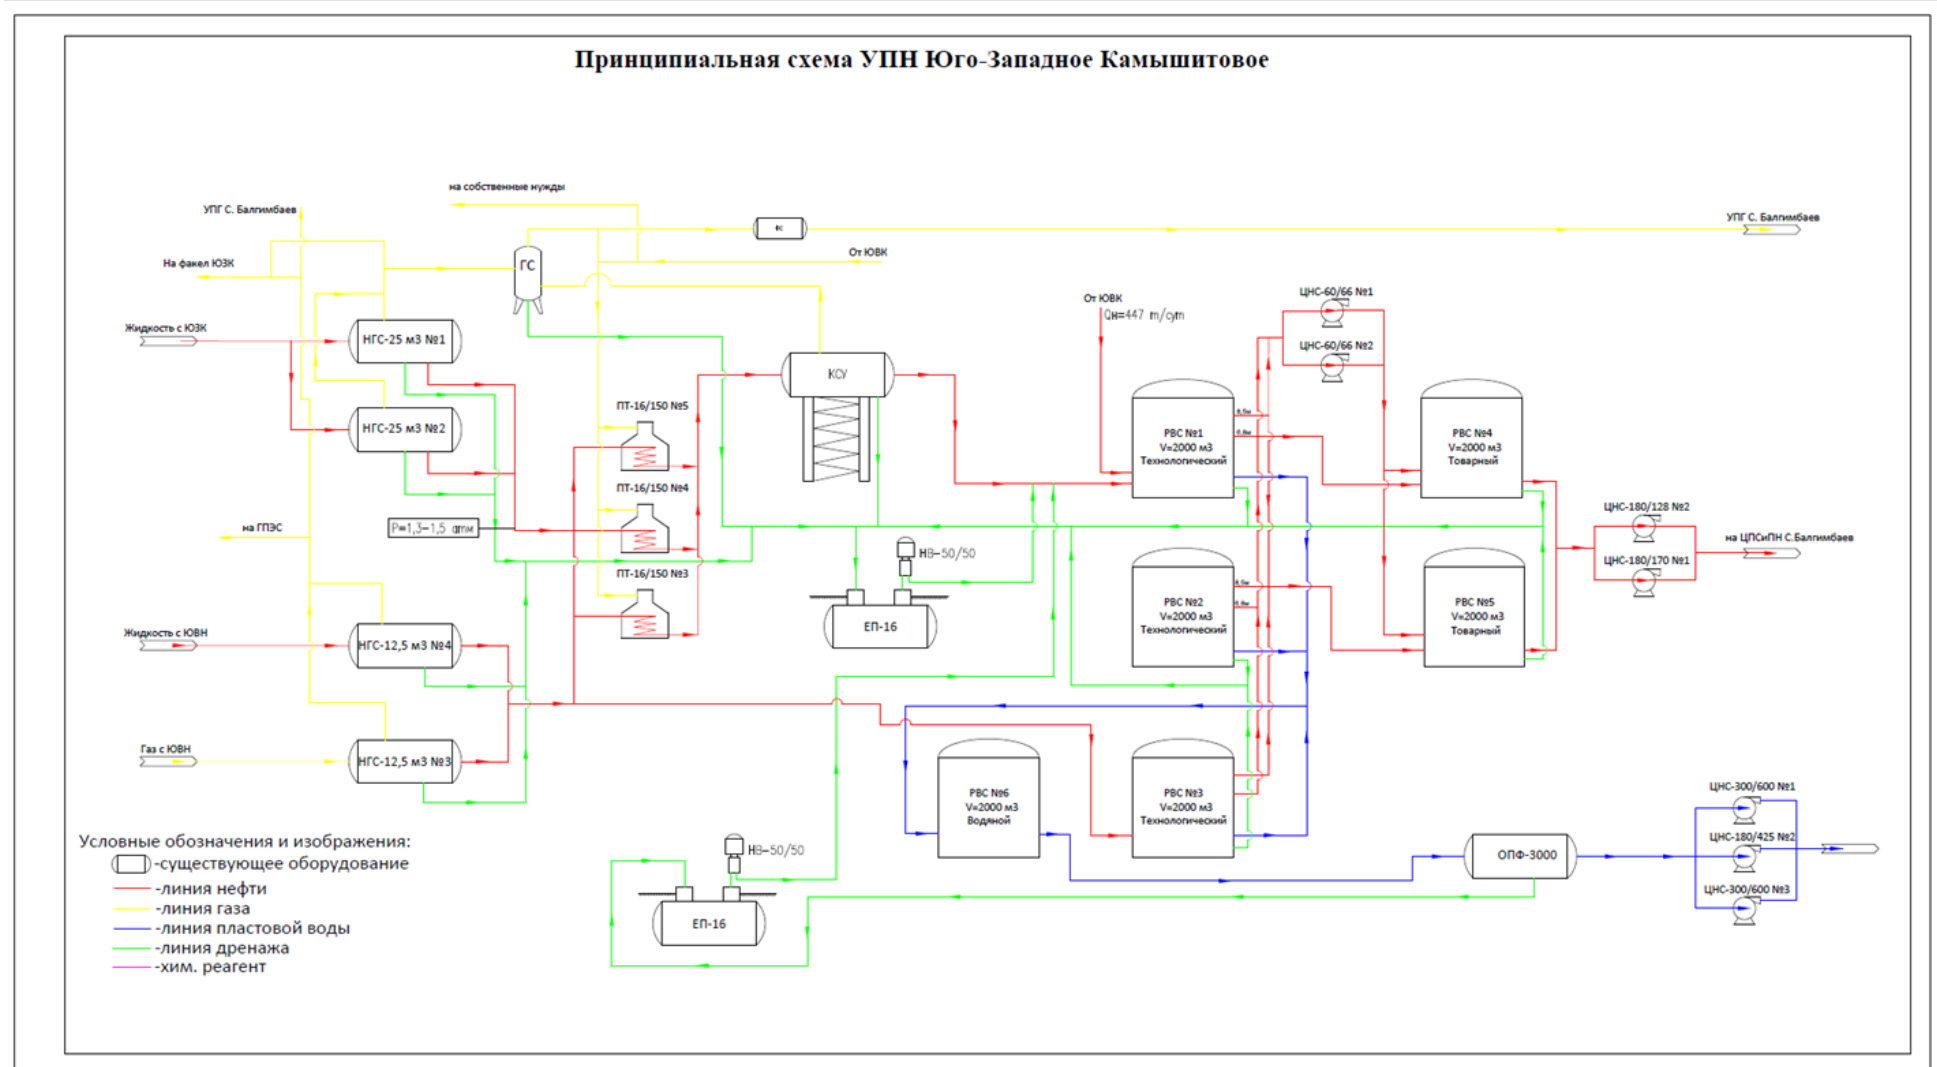 Принципиальная схема УПН Юго-Западное Камышитовое
на собственные нужды
УПГ С. Балгимбаев
УПГ С. Балгимбаев
ФС
На факел ЮЗК
ГС
От ЮВК
От ЮВК
Qн=447 т/сут
ЦНС-60/66 №1
Жидкость с ЮЗК
НГС-25 м3 №1
ЦНС-60/66 №2
КСУ
ПТ-16/150 №5
НГС-25 м3 №2
РВС №1
V=2000 м3
Технологический
РВС №4
V=2000 м3
Товарный
ПТ-16/150 №4
на ГПЭС
Р=1,3-1,5 атм
ЦНС-180/128 №2
на ЦПСиПН С.Балгимбаев
НВ-50/50
ЦНС-180/170 №1
ПТ-16/150 №3
РВС №2
V=2000 м3
Технологический
РВС №5
V=2000 м3
Товарный
ЕП-16
Жидкость с ЮВН
НГС-12,5 м3 №4
Газ с ЮВН
НГС-12,5 м3 №3
РВС №6
V=2000 м3
Водяной
РВС №3
V=2000 м3
Технологический
ЦНС-300/600 №1
ЦНС-180/425 №2
ЦНС-300/600 №3
ОПФ-3000
НВ-50/50
ЕП-16
Условные обозначения и изображения:
-существующее оборудование
-линия нефти
-линия газа
-линия пластовой воды
-линия дренажа
-хим. реагент